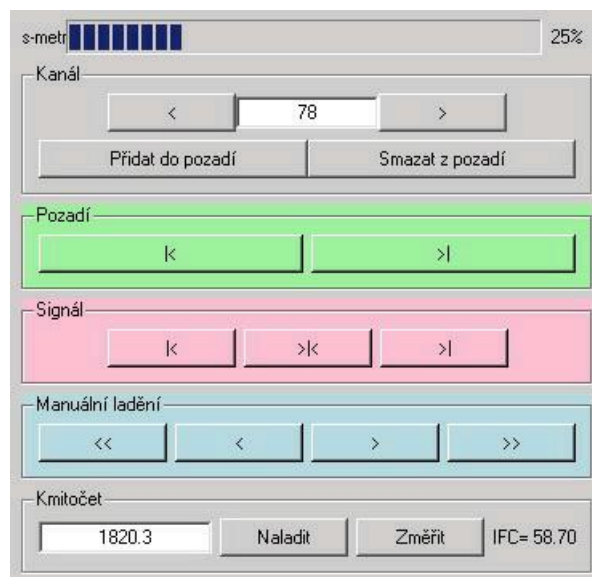 s-metr 25%
Kanál
< 78 >
Přidat do pozadí Smazat z pozadí
Pozadí
|< >|
Signál
|< >|< >|
Manuální ladění
<< < > >>
Kmitočet
1820.3 Naladit Změřit IFC= 58.70